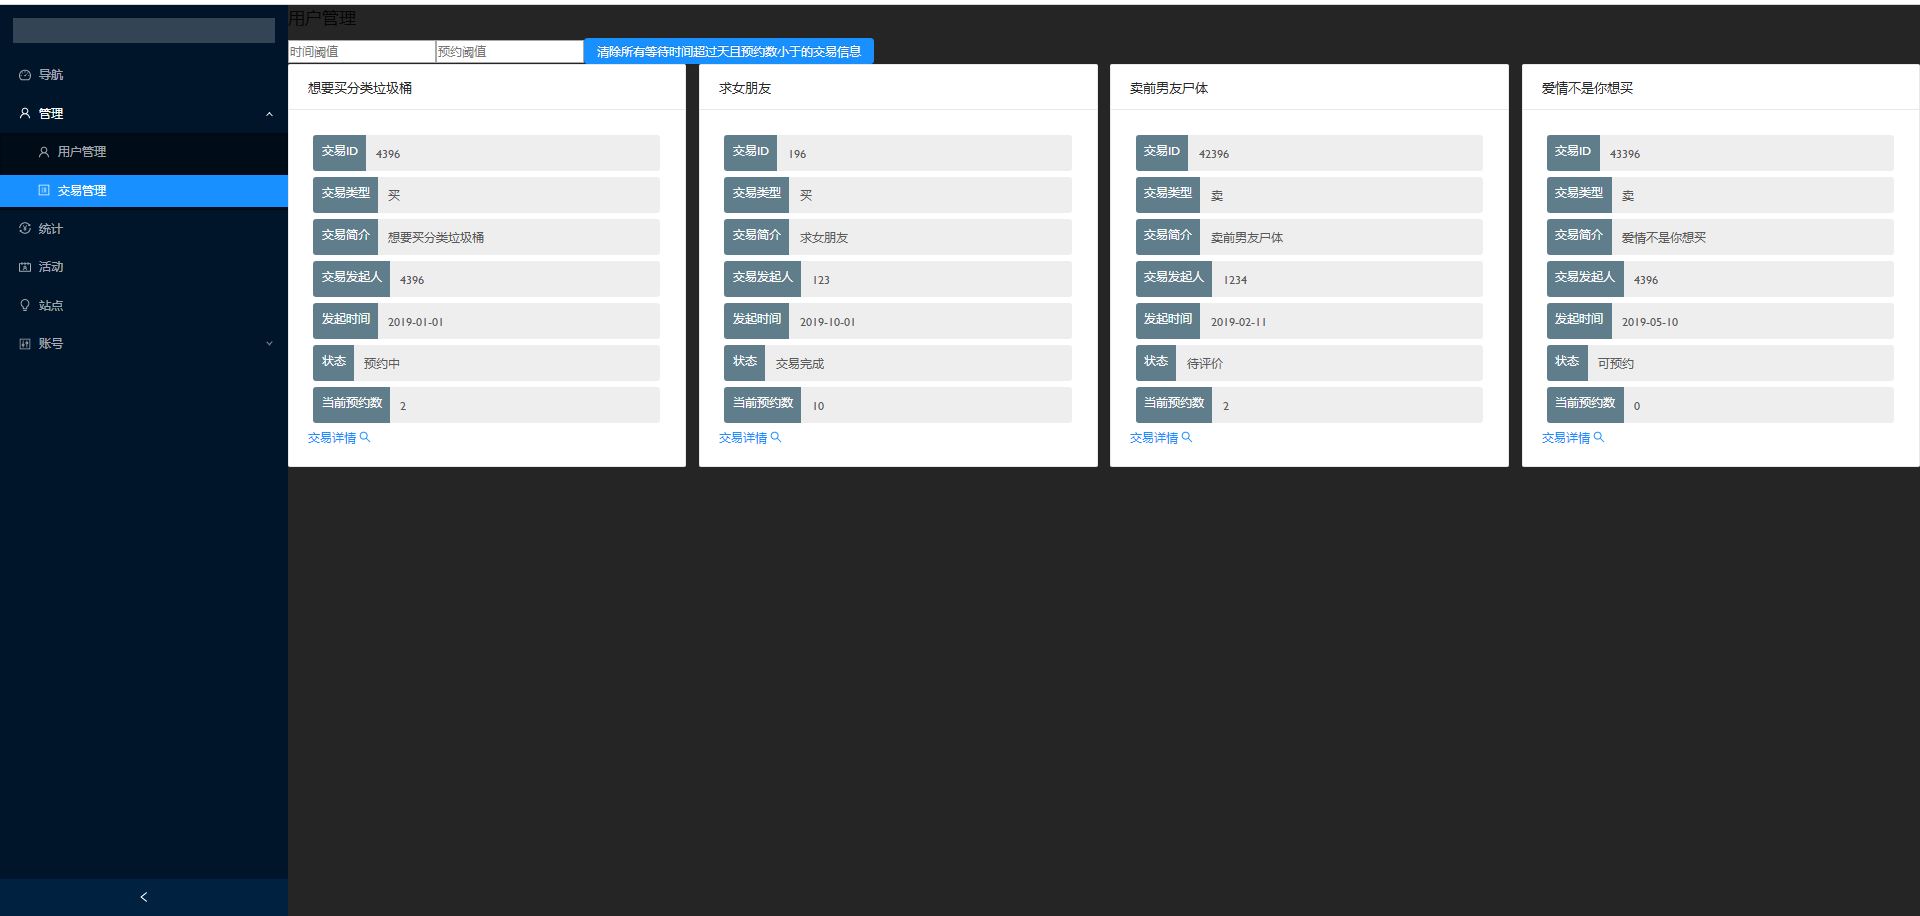 导航
管理
用户管理
交易管理
统计
活动
站点
账号
用户管理
时间阈值 预约阈值 清除所有等待时间超过天且预约数小于的交易信息
想要买分类垃圾桶
交易ID 4396
交易类型 买
交易简介 想要买分类垃圾桶
交易发起人 4396
发起时间 2019-01-01
状态 预约中
当前预约数 2
交易详情
求女朋友
交易ID 196
交易类型 买
交易简介 求女朋友
交易发起人 123
发起时间 2019-10-01
状态 交易完成
当前预约数 10
交易详情
卖前男友尸体
交易ID 42396
交易类型 卖
交易简介 卖前男友尸体
交易发起人 1234
发起时间 2019-02-11
状态 待评价
当前预约数 2
交易详情
爱情不是你想买
交易ID 43396
交易类型 卖
交易简介 爱情不是你想买
交易发起人 4396
发起时间 2019-05-10
状态 可预约
当前预约数 0
交易详情